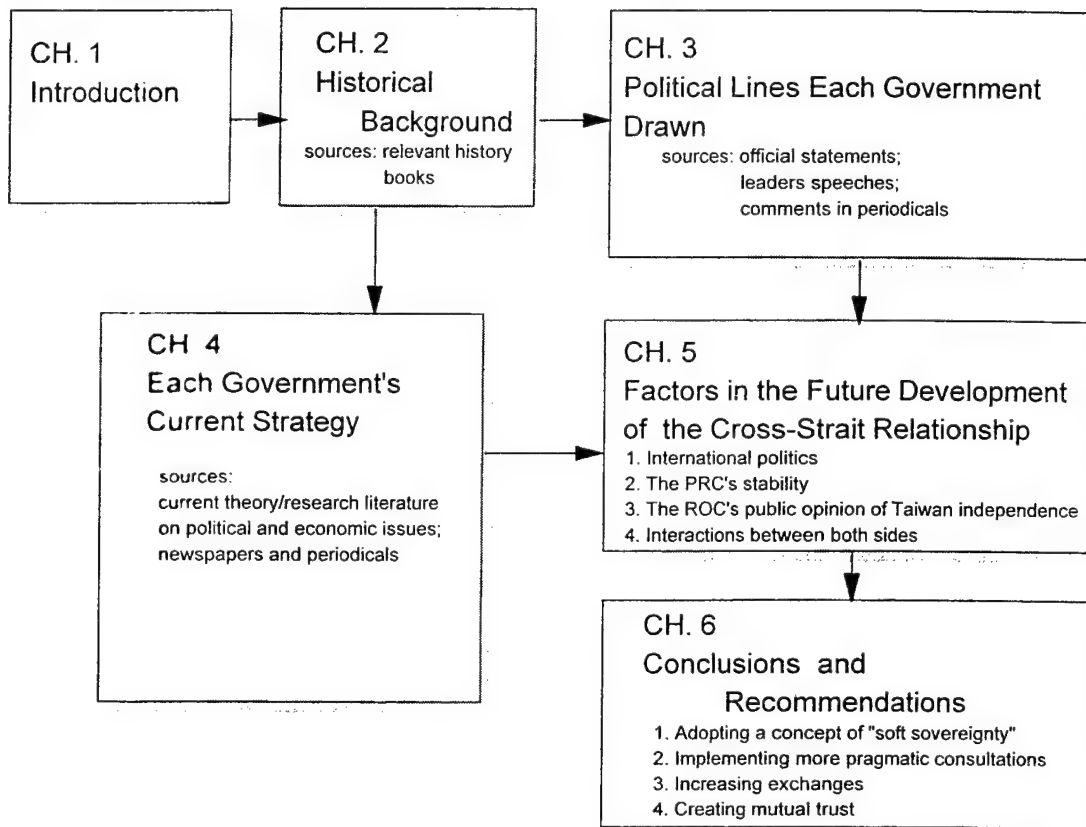 CH. 1
Introduction
CH. 2
Historical
Background
sources: relevant history
books
CH. 3
Political Lines Each Government
Drawn
sources: official statements;
leaders speeches;
comments in periodicals
CH 4
Each Government's
Current Strategy
sources:
current theory/research literature
on political and economic issues;
newspapers and periodicals
CH. 5
Factors in the Future Development
of the Cross-Strait Relationship
1. International politics
2. The PRC's stability
3. The ROC's public opinion of Taiwan independence
4. Interactions between both sides
CH. 6
Conclusions and
Recommendations
1. Adopting a concept of "soft sovereignty"
2. Implementing more pragmatic consultations
3. Increasing exchanges
4. Creating mutual trust